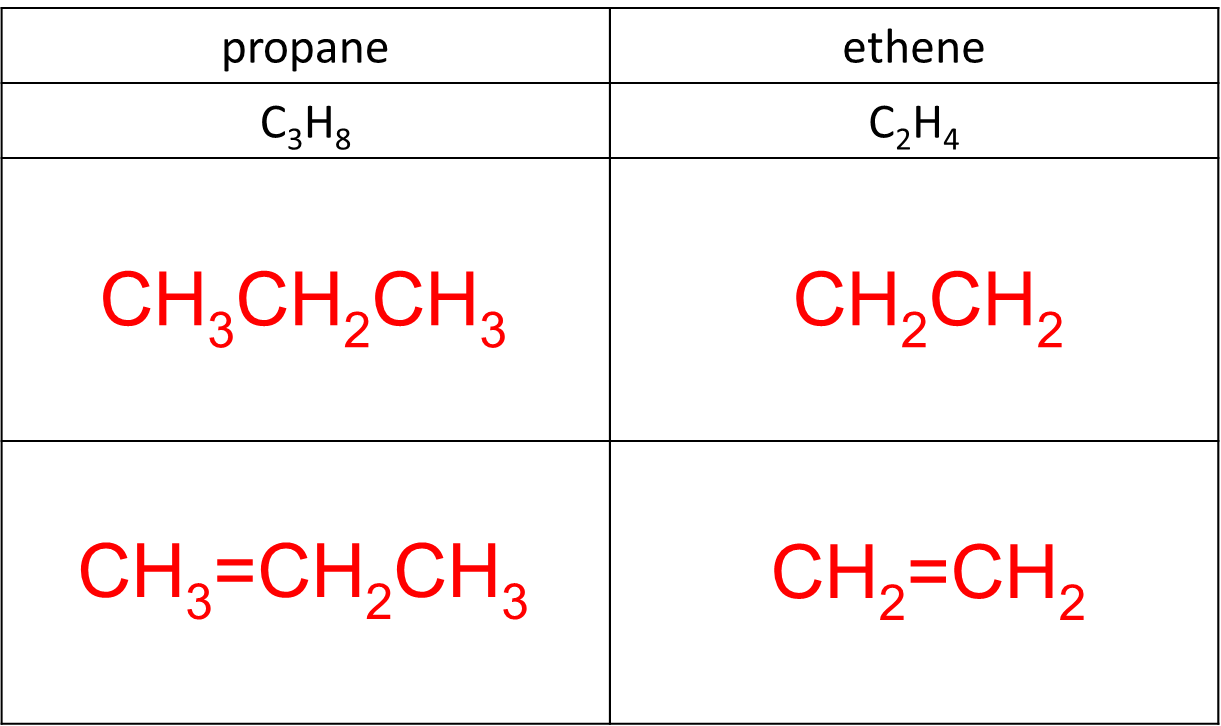 propane ethene
C₃H₈ C₂H₄
CH₃CH₂CH₃ CH₂CH₂
CH₃=CH₂CH₃ CH₂=CH₂